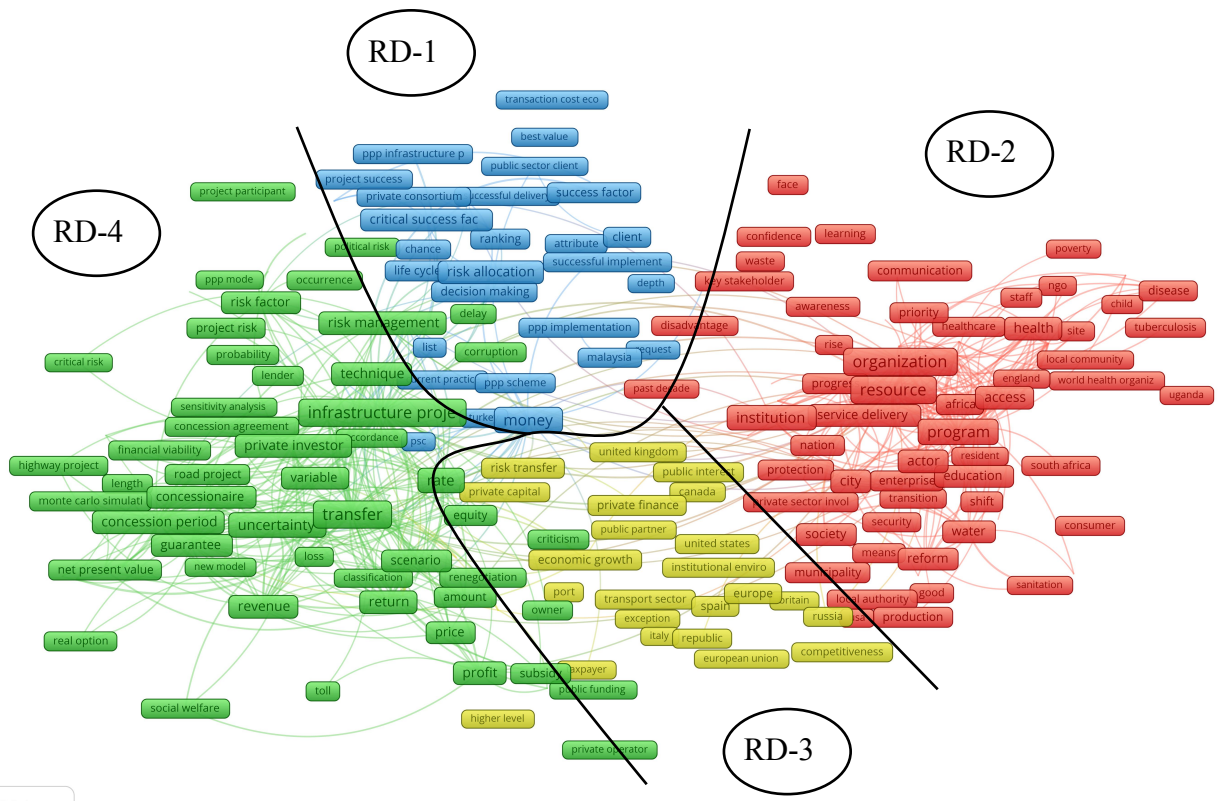 RD-1
transaction cost eco
best value
RD-2
ppp infrastructure p
public sector client
project success
face
project participant
private consortium
success factor
RD-4
critical success fac
ranking
client
confidence
learning
political risk
chance
attribute
poverty
successful implement
waste
life cycle
risk allocation
communication
ppp mode
occurrence
depth
key stakeholder
ngo
decision making
staff
disease
risk factor
awareness
child
priority
delay
risk management
project risk
ppp implementation
disadvantage
healthcare
health
site
tuberculosis
list
rise
probability
corruption
malaysia
organization
local community
critical risk
lender
technique
ppp scheme
england
world health organiz
past decade
resource
uganda
access
sensitivity analysis
africa
infrastructure proje
money
institution
service delivery
concession agreement
program
psc
private investor
nation
financial viability
united kingdom
resident
actor
highway project
risk transfer
public interest
protection
south africa
road project
variable
rate
city
enterprise
education
length
private capital
canada
concessionaire
transition
monte carlo simulati
private sector invol
shift
private finance
transfer
equity
concession period
uncertainty
security
consumer
public partner
society
water
guarantee
criticism
united states
loss
scenario
economic growth
means
reform
net present value
new model
institutional enviro
municipality
classification
renegotiation
sanitation
port
europe
good
revenue
return
amount
transport sector
spain
local authority
owner
exception
russia
production
price
italy
republic
real option
competitiveness
european union
profit
subsidy
toll
public funding
social welfare
higher level
private operator
RD-3